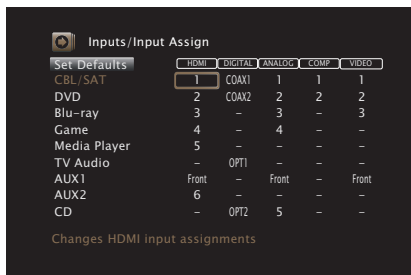 Inputs/Input Assign
Set Defaults HDMI DIGITAL ANALOG COMP VIDEO
CBL/SAT 1 COAX1 1 1 1
DVD 2 COAX2 2 2 2
Blu-ray 3 – 3 – 3
Game 4 – 4 – –
Media Player 5 – – – –
TV Audio – OPT1 – – –
AUX1 Front – Front – Front
AUX2 6 – – – –
CD – OPT2 5 – –
Changes HDMI input assignments